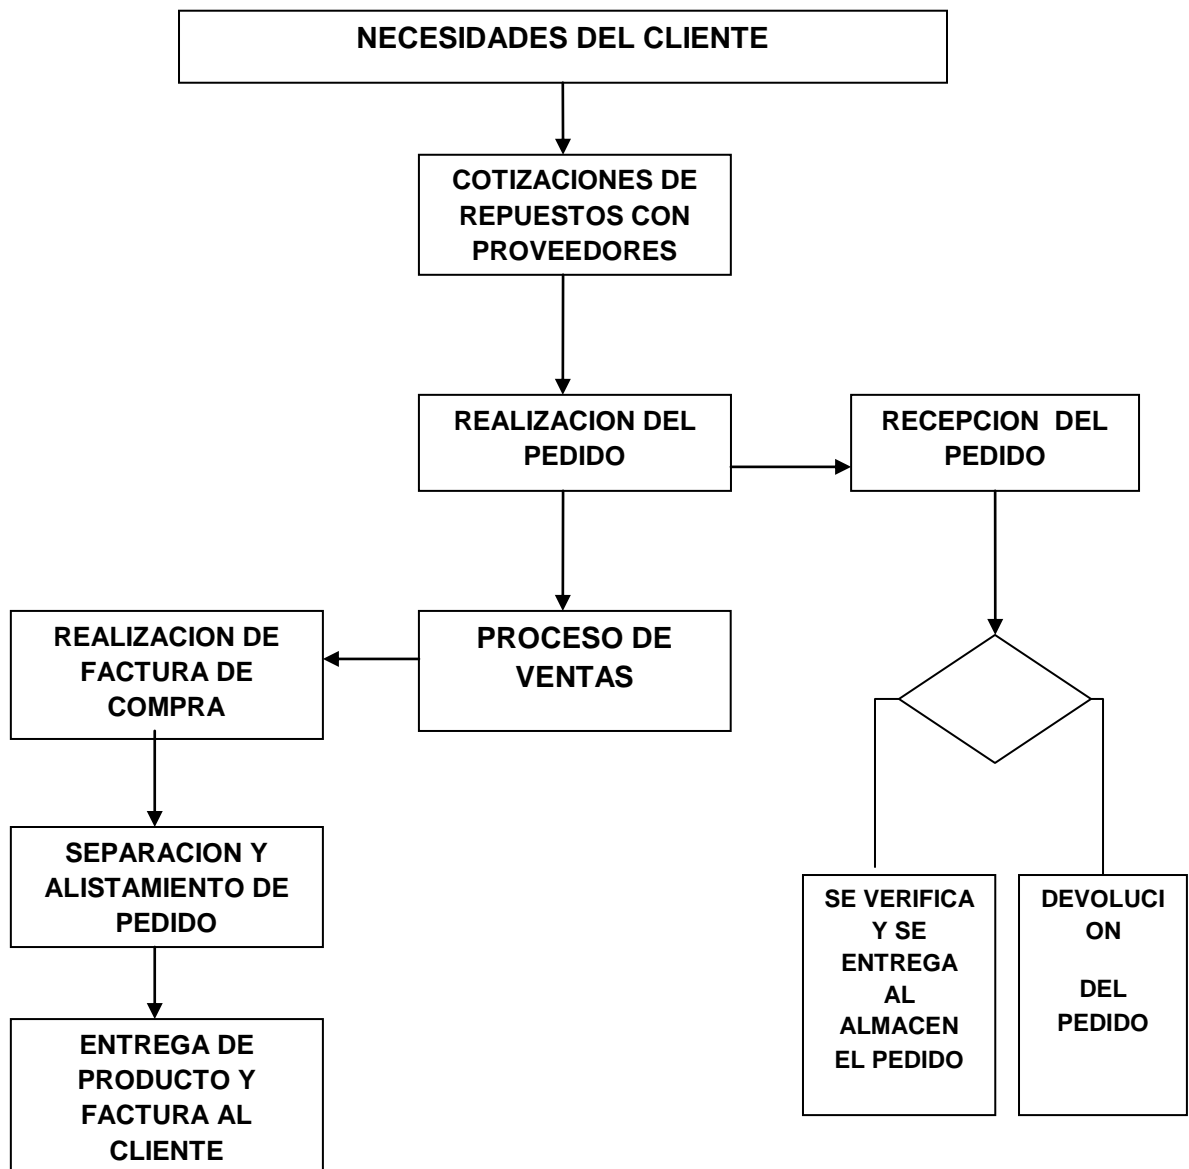 NECESIDADES DEL CLIENTE
COTIZACIONES DE
REPUESTOS CON
PROVEEDORES
REALIZACION DEL
PEDIDO
RECEPCION DEL
PEDIDO
REALIZACION DE
FACTURA DE
COMPRA
PROCESO DE
VENTAS
SEPARACION Y
ALISTAMIENTO DE
PEDIDO
SE VERIFICA
Y SE
ENTREGA
AL
ALMACEN
EL PEDIDO
DEVOLUCI
ON
DEL
PEDIDO
ENTREGA DE
PRODUCTO Y
FACTURA AL
CLIENTE